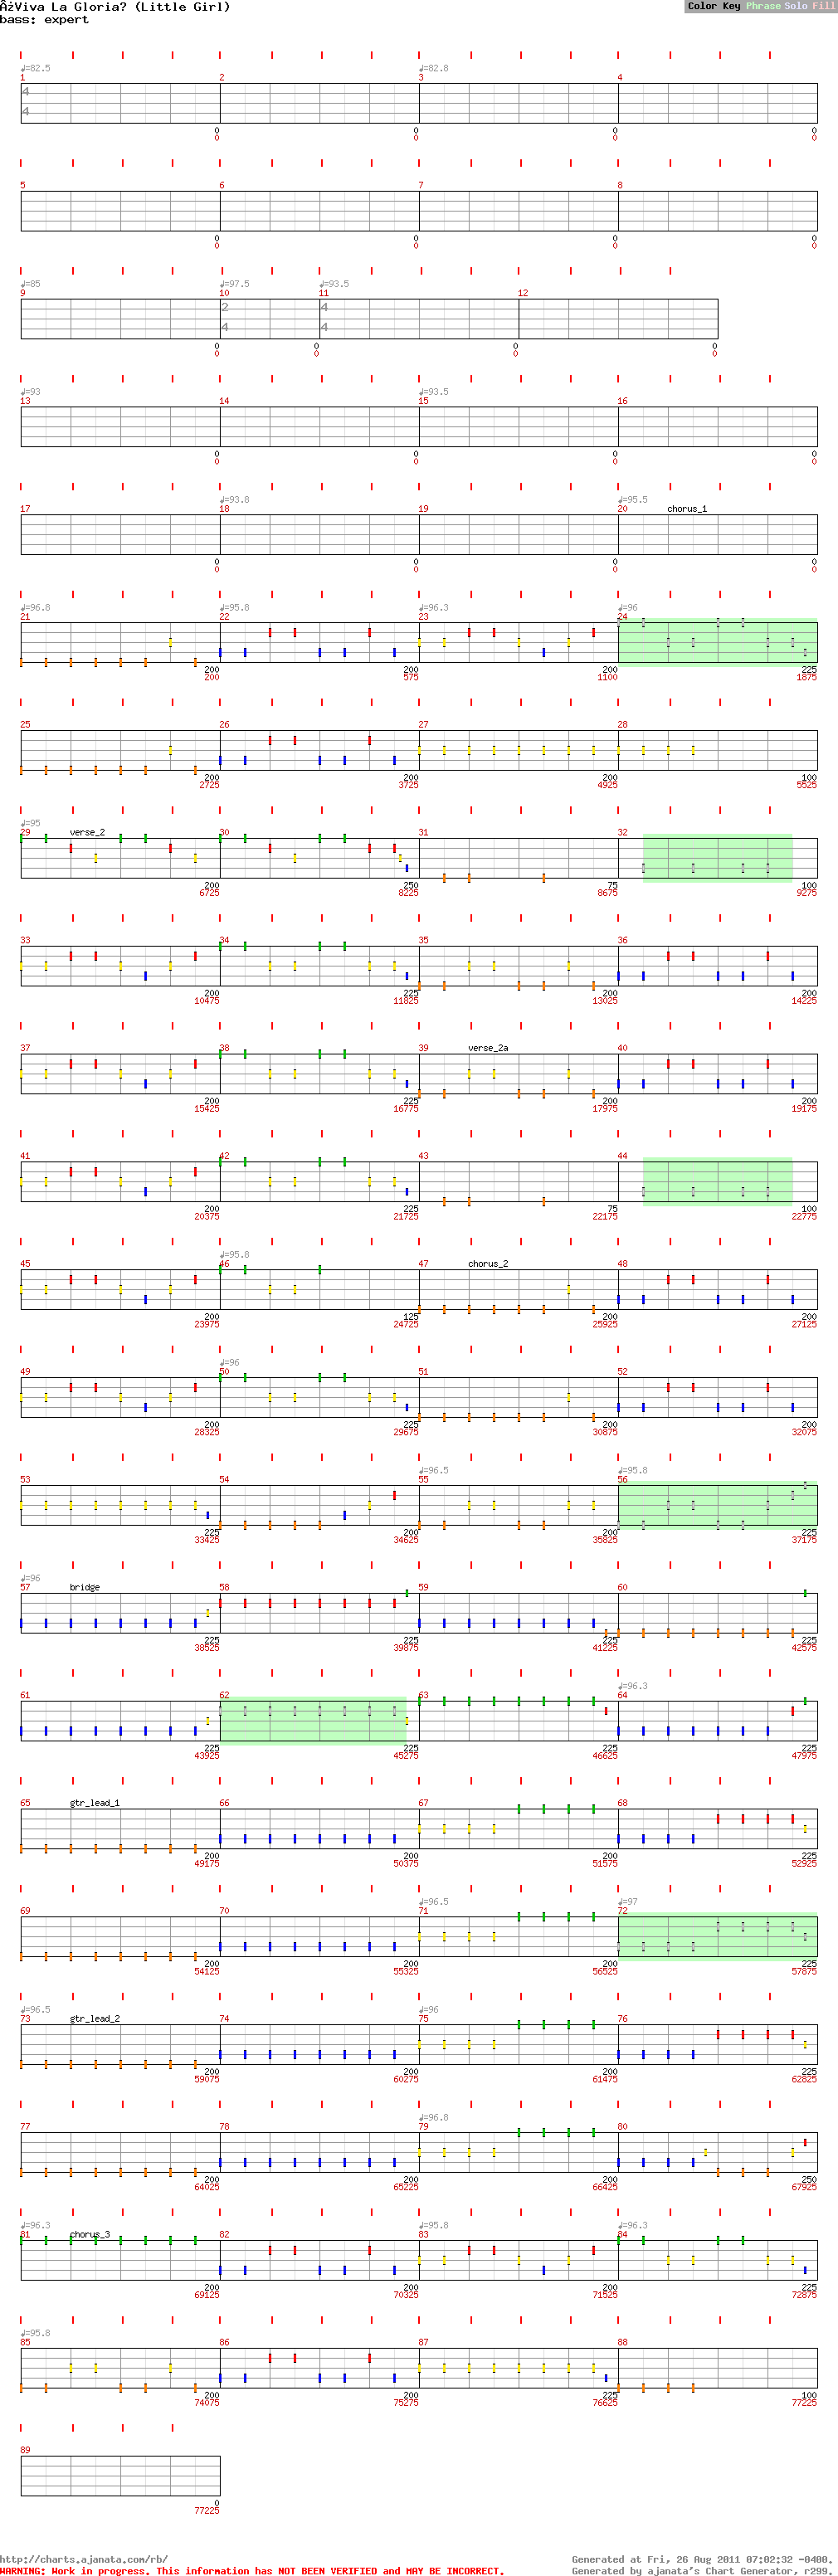 Â¿Viva La Gloria? (Little Girl)
bass: expert
Color Key Phrase Solo Fill
♩=82.5 ♩=82.8
1 2 3 4
4
4
0 0 0 0
0 0 0 0
5 6 7 8
0 0 0 0
0 0 0 0
♩=85 ♩=97.5 ♩=93.5
9 10 11 12
2 4
4 4
0 0 0 0
0 0 0 0
♩=93 ♩=93.5
13 14 15 16
0 0 0 0
0 0 0 0
♩=93.8 ♩=95.5
17 18 19 20 chorus_1
0 0 0 0
0 0 0 0
♩=96.8 ♩=95.8 ♩=96.3 ♩=96
21 22 23 24
200 200 200 225
200 575 1100 1875
25 26 27 28
200 200 200 100
2725 3725 4925 5525
♩=95
29 verse_2 30 31 32
200 250 75 100
6725 8225 8675 9275
33 34 35 36
200 225 200 200
10475 11825 13025 14225
37 38 39 verse_2a 40
200 225 200 200
15425 16775 17975 19175
41 42 43 44
200 225 75 100
20375 21725 22175 22775
♩=95.8
45 46 47 chorus_2 48
200 125 200 200
23975 24725 25925 27125
♩=96
49 50 51 52
200 225 200 200
28325 29675 30875 32075
♩=96.5 ♩=95.8
53 54 55 56
225 200 200 225
33425 34625 35825 37175
♩=96
57 bridge 58 59 60
225 225 225 225
38525 39875 41225 42575
♩=96.3
61 62 63 64
225 225 225 225
43925 45275 46625 47975
65 gtr_lead_1 66 67 68
200 200 200 225
49175 50375 51575 52925
♩=96.5 ♩=97
69 70 71 72
200 200 200 225
54125 55325 56525 57875
♩=96.5 ♩=96
73 gtr_lead_2 74 75 76
200 200 200 225
59075 60275 61475 62825
♩=96.8
77 78 79 80
200 200 200 250
64025 65225 66425 67925
♩=96.3 ♩=95.8 ♩=96.3
81 chorus_3 82 83 84
200 200 200 225
69125 70325 71525 72875
♩=95.8
85 86 87 88
200 200 225 100
74075 75275 76625 77225
89
0
77225
http://charts.ajanata.com/rb/ Generated at Fri, 26 Aug 2011 07:02:32 -0400.
WARNING: Work in progress. This information has NOT BEEN VERIFIED and MAY BE INCORRECT. Generated by ajanata's Chart Generator, r299.